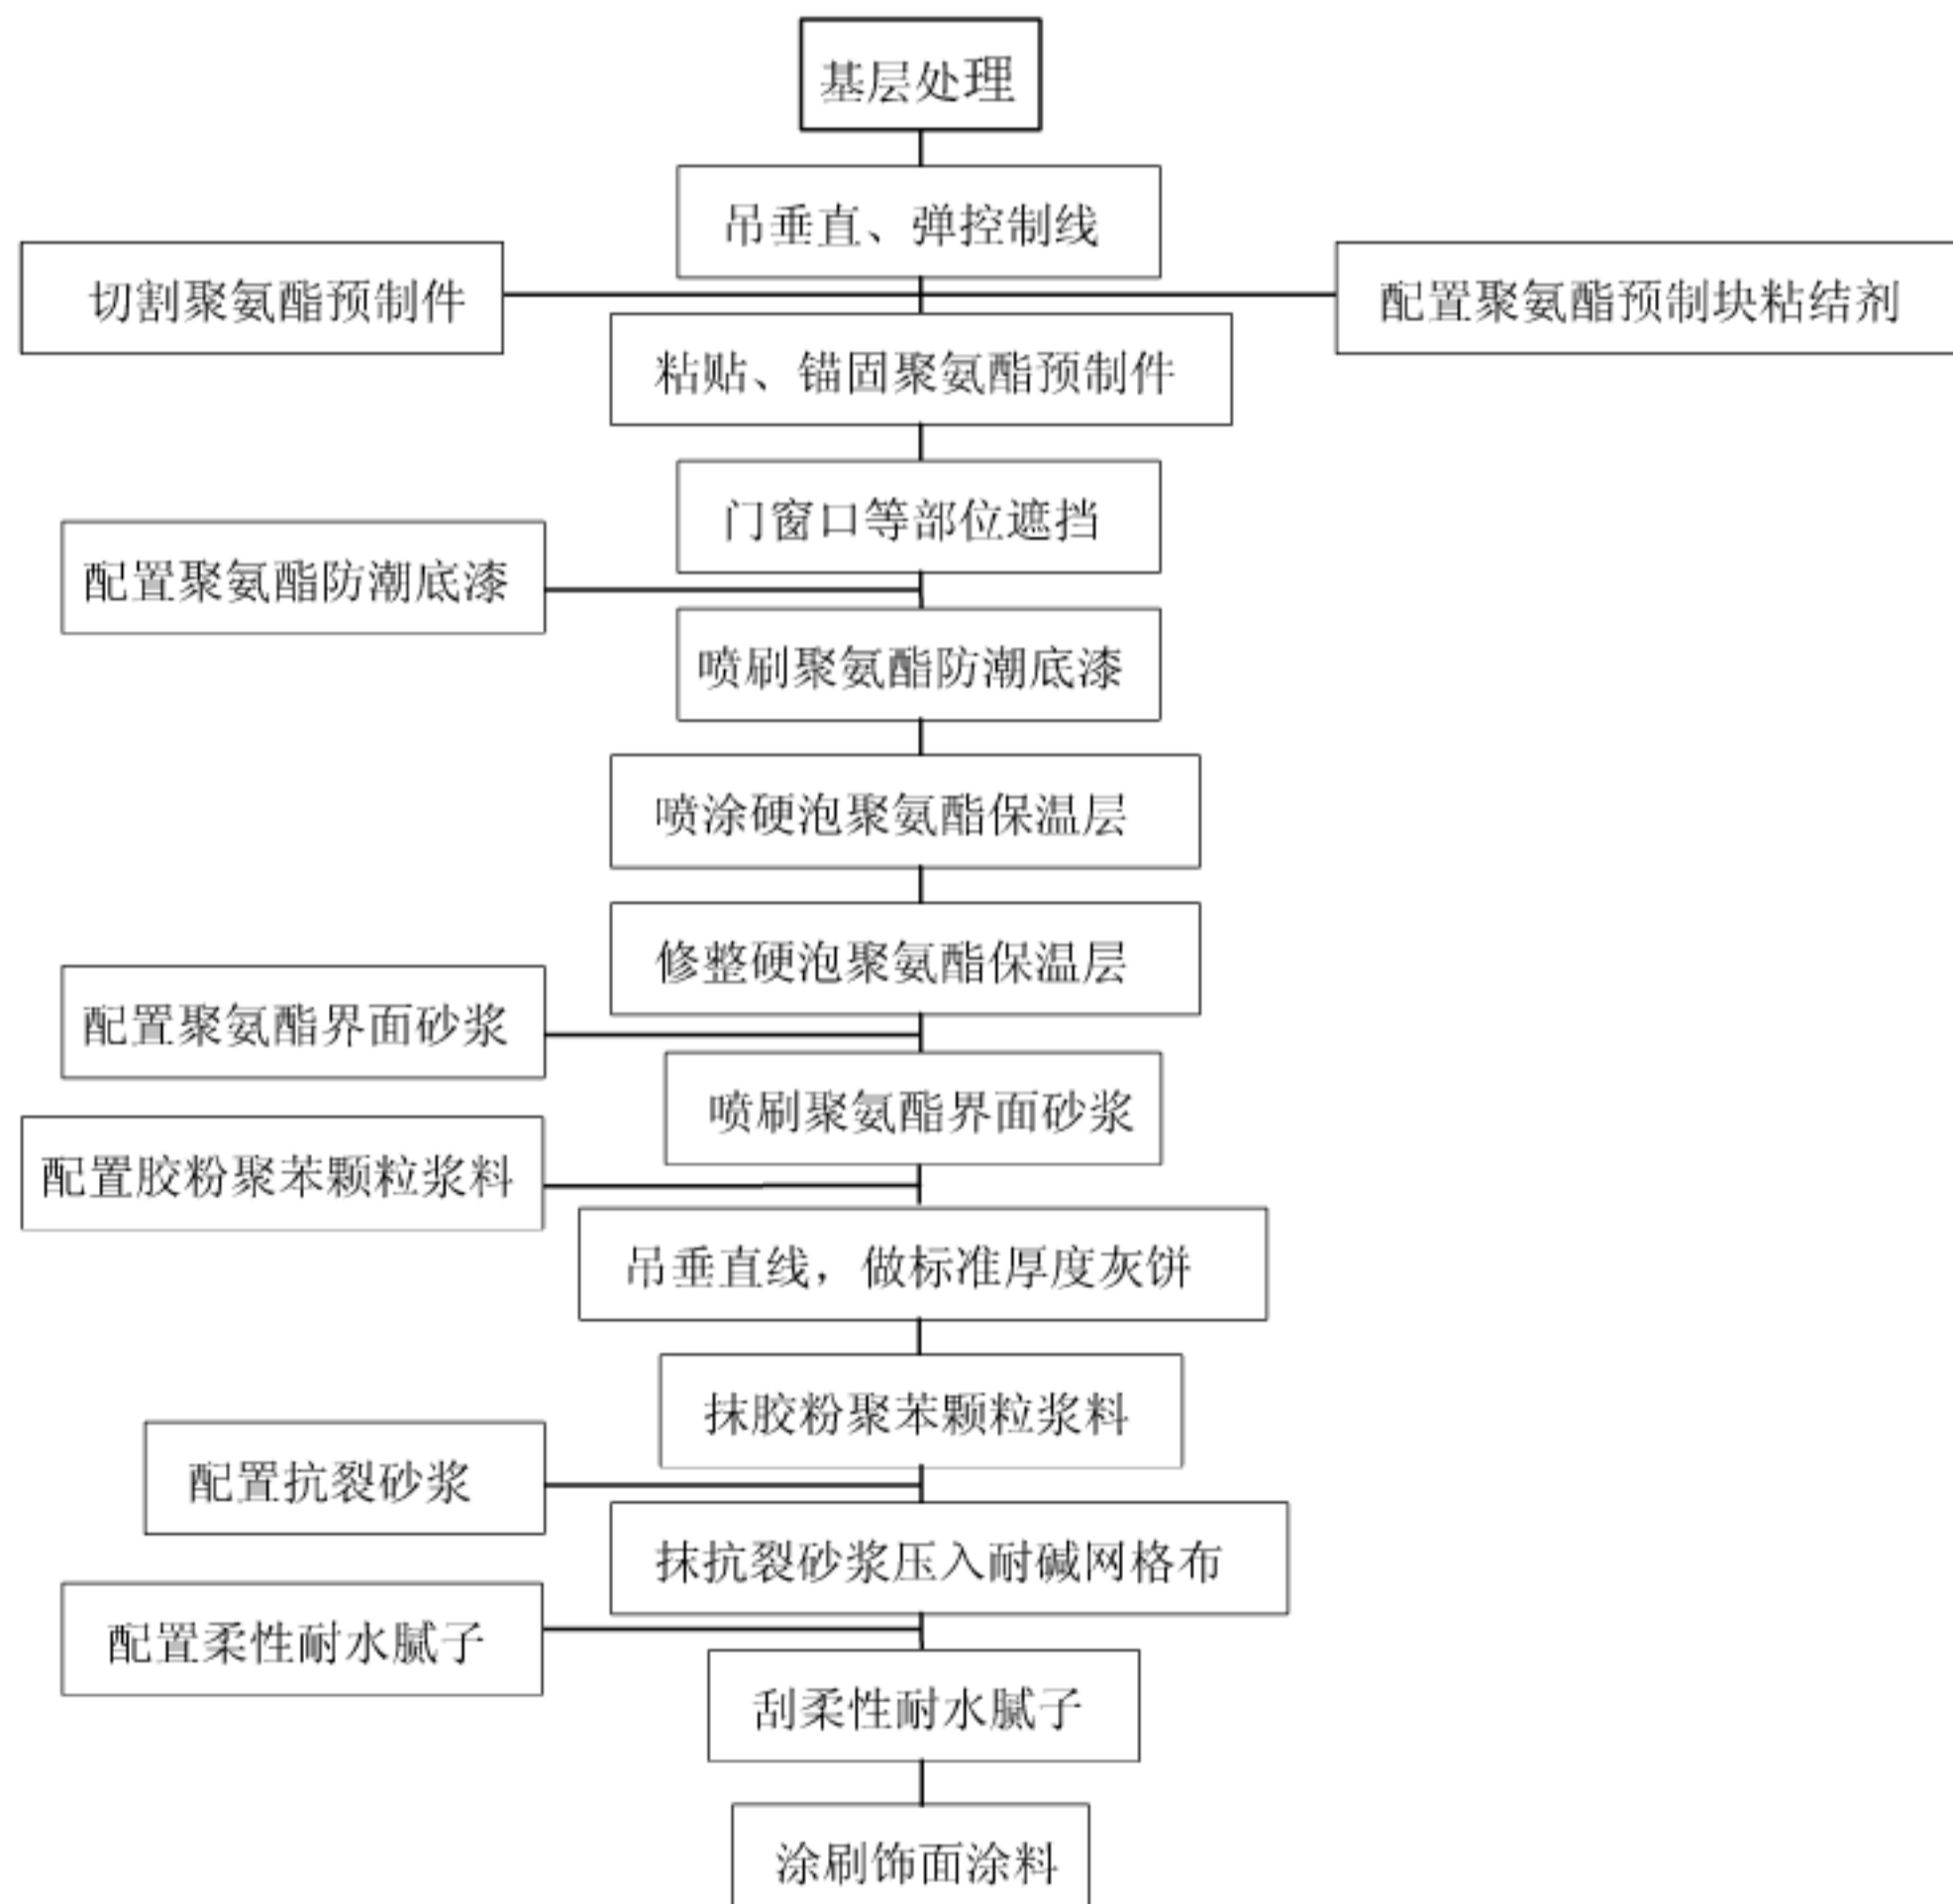 基层处理
吊垂直、弹控制线
切割聚氨酯预制件
配置聚氨酯预制块粘结剂
粘贴、锚固聚氨酯预制件
门窗口等部位遮挡
配置聚氨酯防潮底漆
喷刷聚氨酯防潮底漆
喷涂硬泡聚氨酯保温层
修整硬泡聚氨酯保温层
配置聚氨酯界面砂浆
喷刷聚氨酯界面砂浆
配置胶粉聚苯颗粒浆料
吊垂直线，做标准厚度灰饼
抹胶粉聚苯颗粒浆料
配置抗裂砂浆
抹抗裂砂浆压入耐碱网格布
配置柔性耐水腻子
刮柔性耐水腻子
涂刷饰面涂料